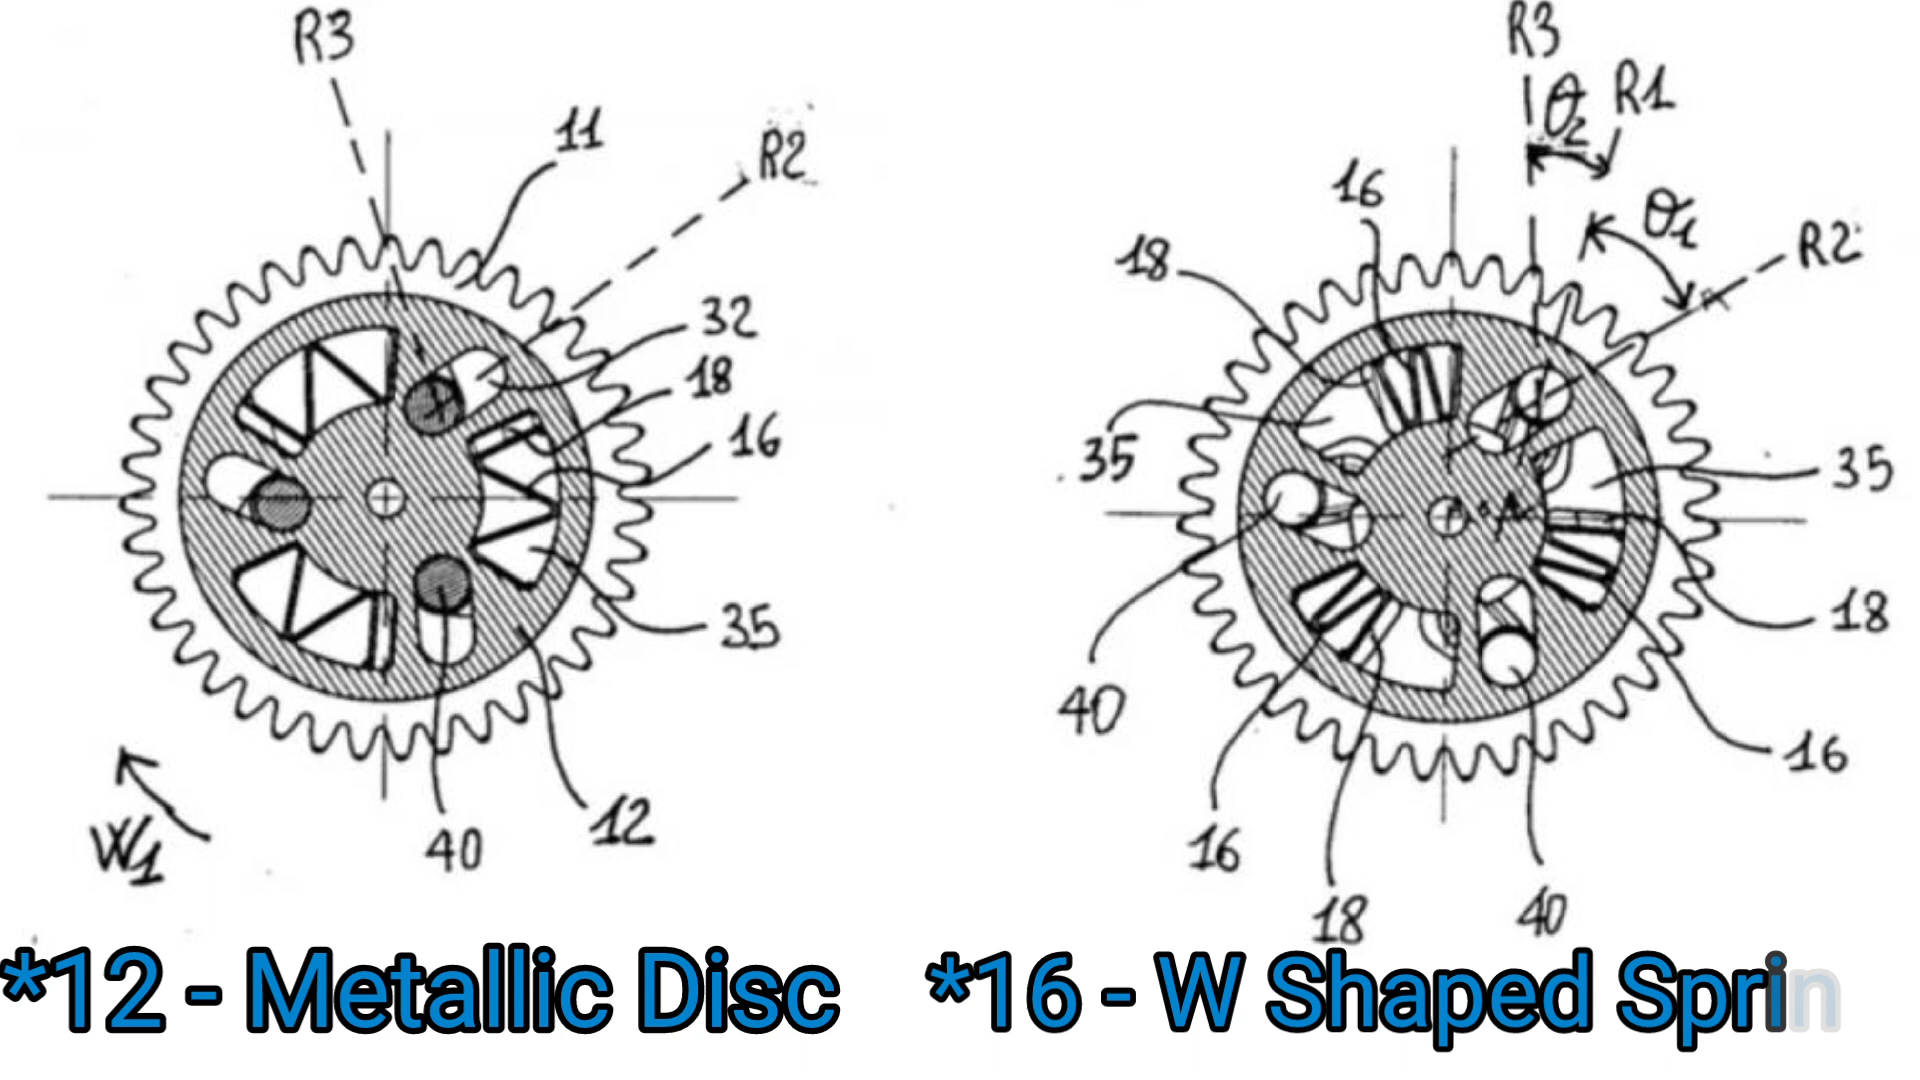 R3
11
R2
32
18
16
35
12
40
W1
R3
θ2
R1
16
θ1
R2
18
35
35
18
40
16
16
18
40
A
*12 - Metallic Disc
*16 - W Shaped Sprin